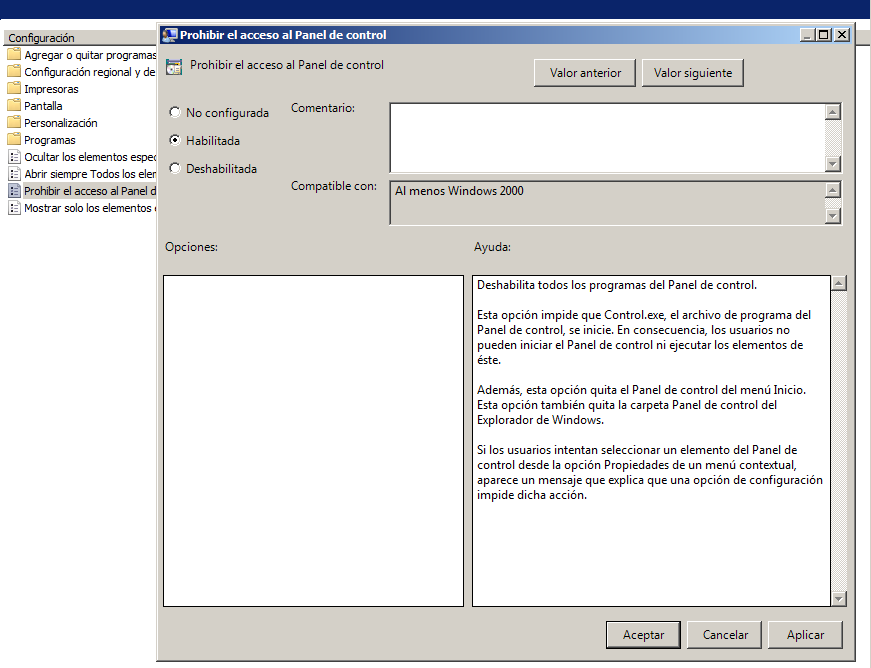 Configuración
Agregar o quitar programas
Configuración regional y de
Impresoras
Pantalla
Personalización
Programas
Ocultar los elementos espec
Abrir siempre Todos los eler
Prohibir el acceso al Panel d
Mostrar solo los elementos
Prohibir el acceso al Panel de control
Prohibir el acceso al Panel de control
Valor anterior
Valor siguiente
No configurada
Habilitada
Deshabilitada
Comentario:
Compatible con:
Al menos Windows 2000
Opciones:
Ayuda:
Deshabilita todos los programas del Panel de control.
Esta opción impide que Control.exe, el archivo de programa del
Panel de control, se inicie. En consecuencia, los usuarios no
pueden iniciar el Panel de control ni ejecutar los elementos de
éste.
Además, esta opción quita el Panel de control del menú Inicio.
Esta opción también quita la carpeta Panel de control del
Explorador de Windows.
Si los usuarios intentan seleccionar un elemento del Panel de
control desde la opción Propiedades de un menú contextual,
aparece un mensaje que explica que una opción de configuración
impide dicha acción.
Aceptar
Cancelar
Aplicar